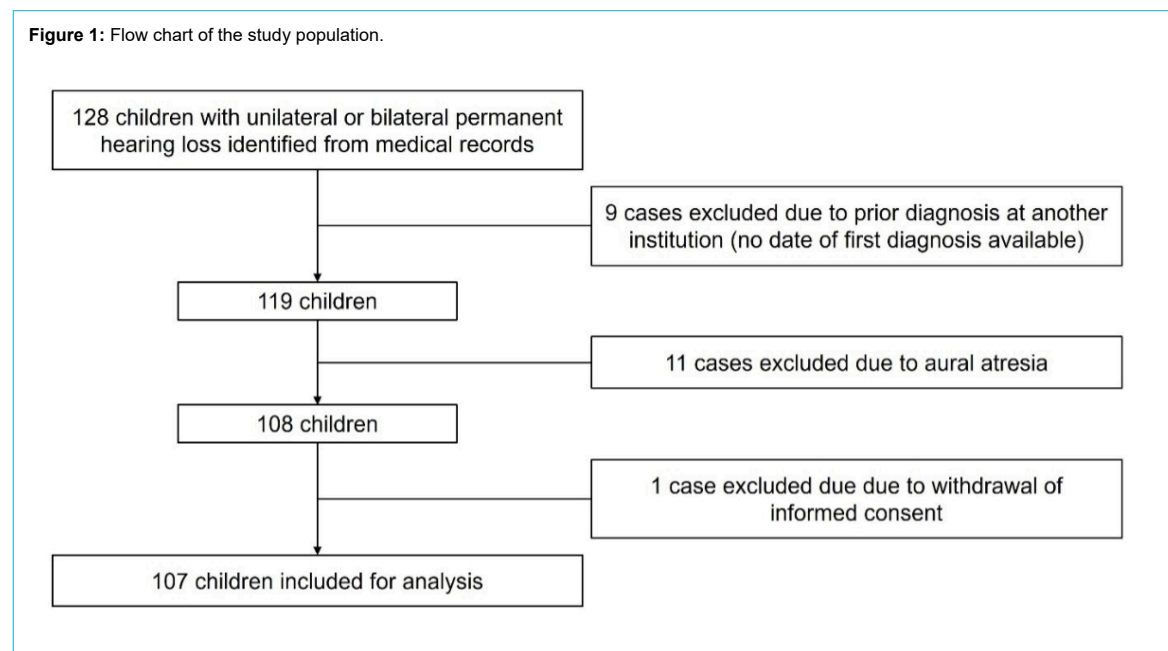 Figure 1: Flow chart of the study population.
128 children with unilateral or bilateral permanent
hearing loss identified from medical records
9 cases excluded due to prior diagnosis at another
institution (no date of first diagnosis available)
119 children
11 cases excluded due to aural atresia
108 children
1 case excluded due due to withdrawal of
informed consent
107 children included for analysis